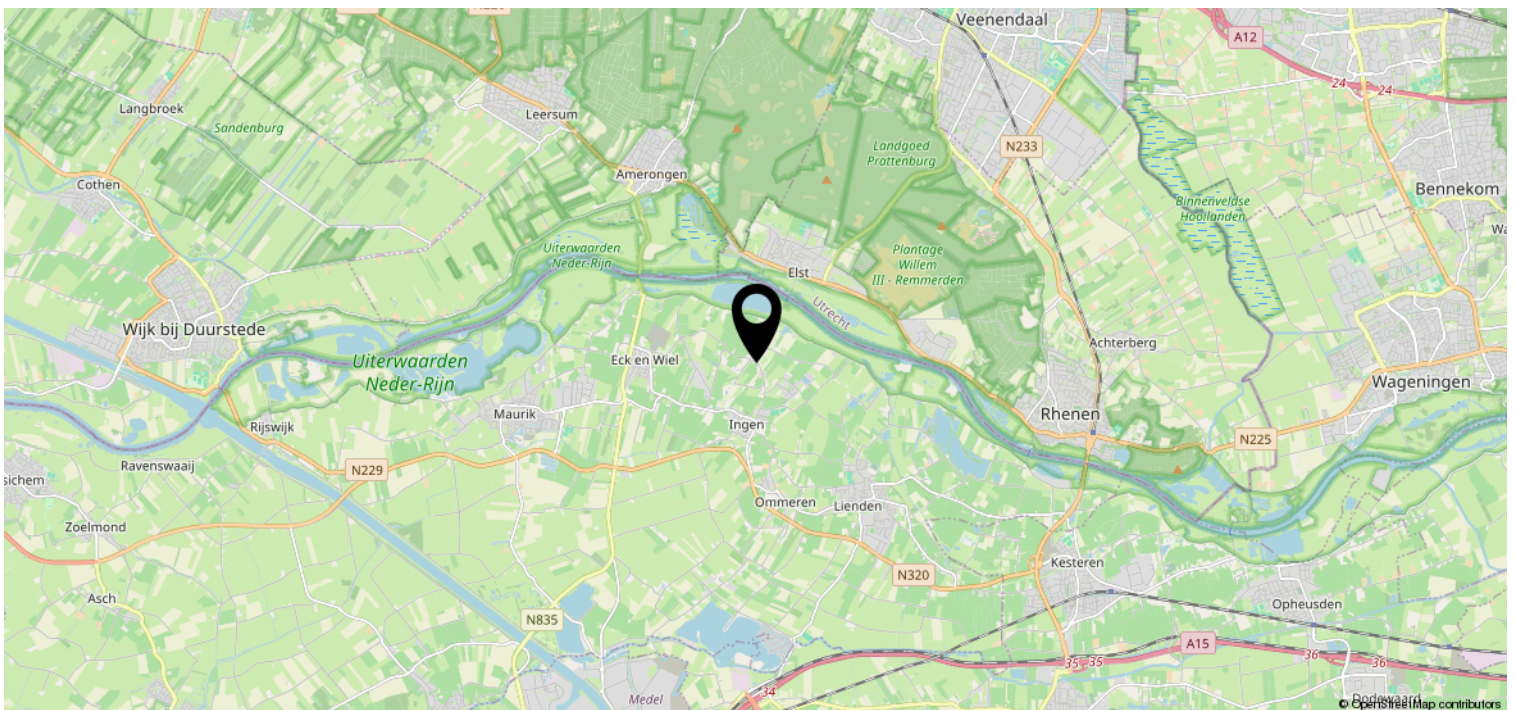 Veenendaal
A12
24
24
Langbroek
Leersum
Sandenburg
Landgoed
Prattenburg
N233
Amerongen
Cothen
Bennekom
Binnenveldse
Hooilanden
Uiterwaarden
Neder-Rijn
Plantage
Willem
III - Remmerden
Elst
Utrecht
Wijk bij Duurstede
Achterberg
Uiterwaarden
Neder-Rijn
Eck en Wiel
Wageningen
Maurik
Rhenen
Rijswijk
Ingen
N225
Ravenswaaij
N229
sichem
Ommeren
Lienden
Zoelmond
Kesteren
N320
Asch
Opheusden
N835
A15
35
35
36
36
34
Medel
Dodewaard
© OpenStreetMap contributors